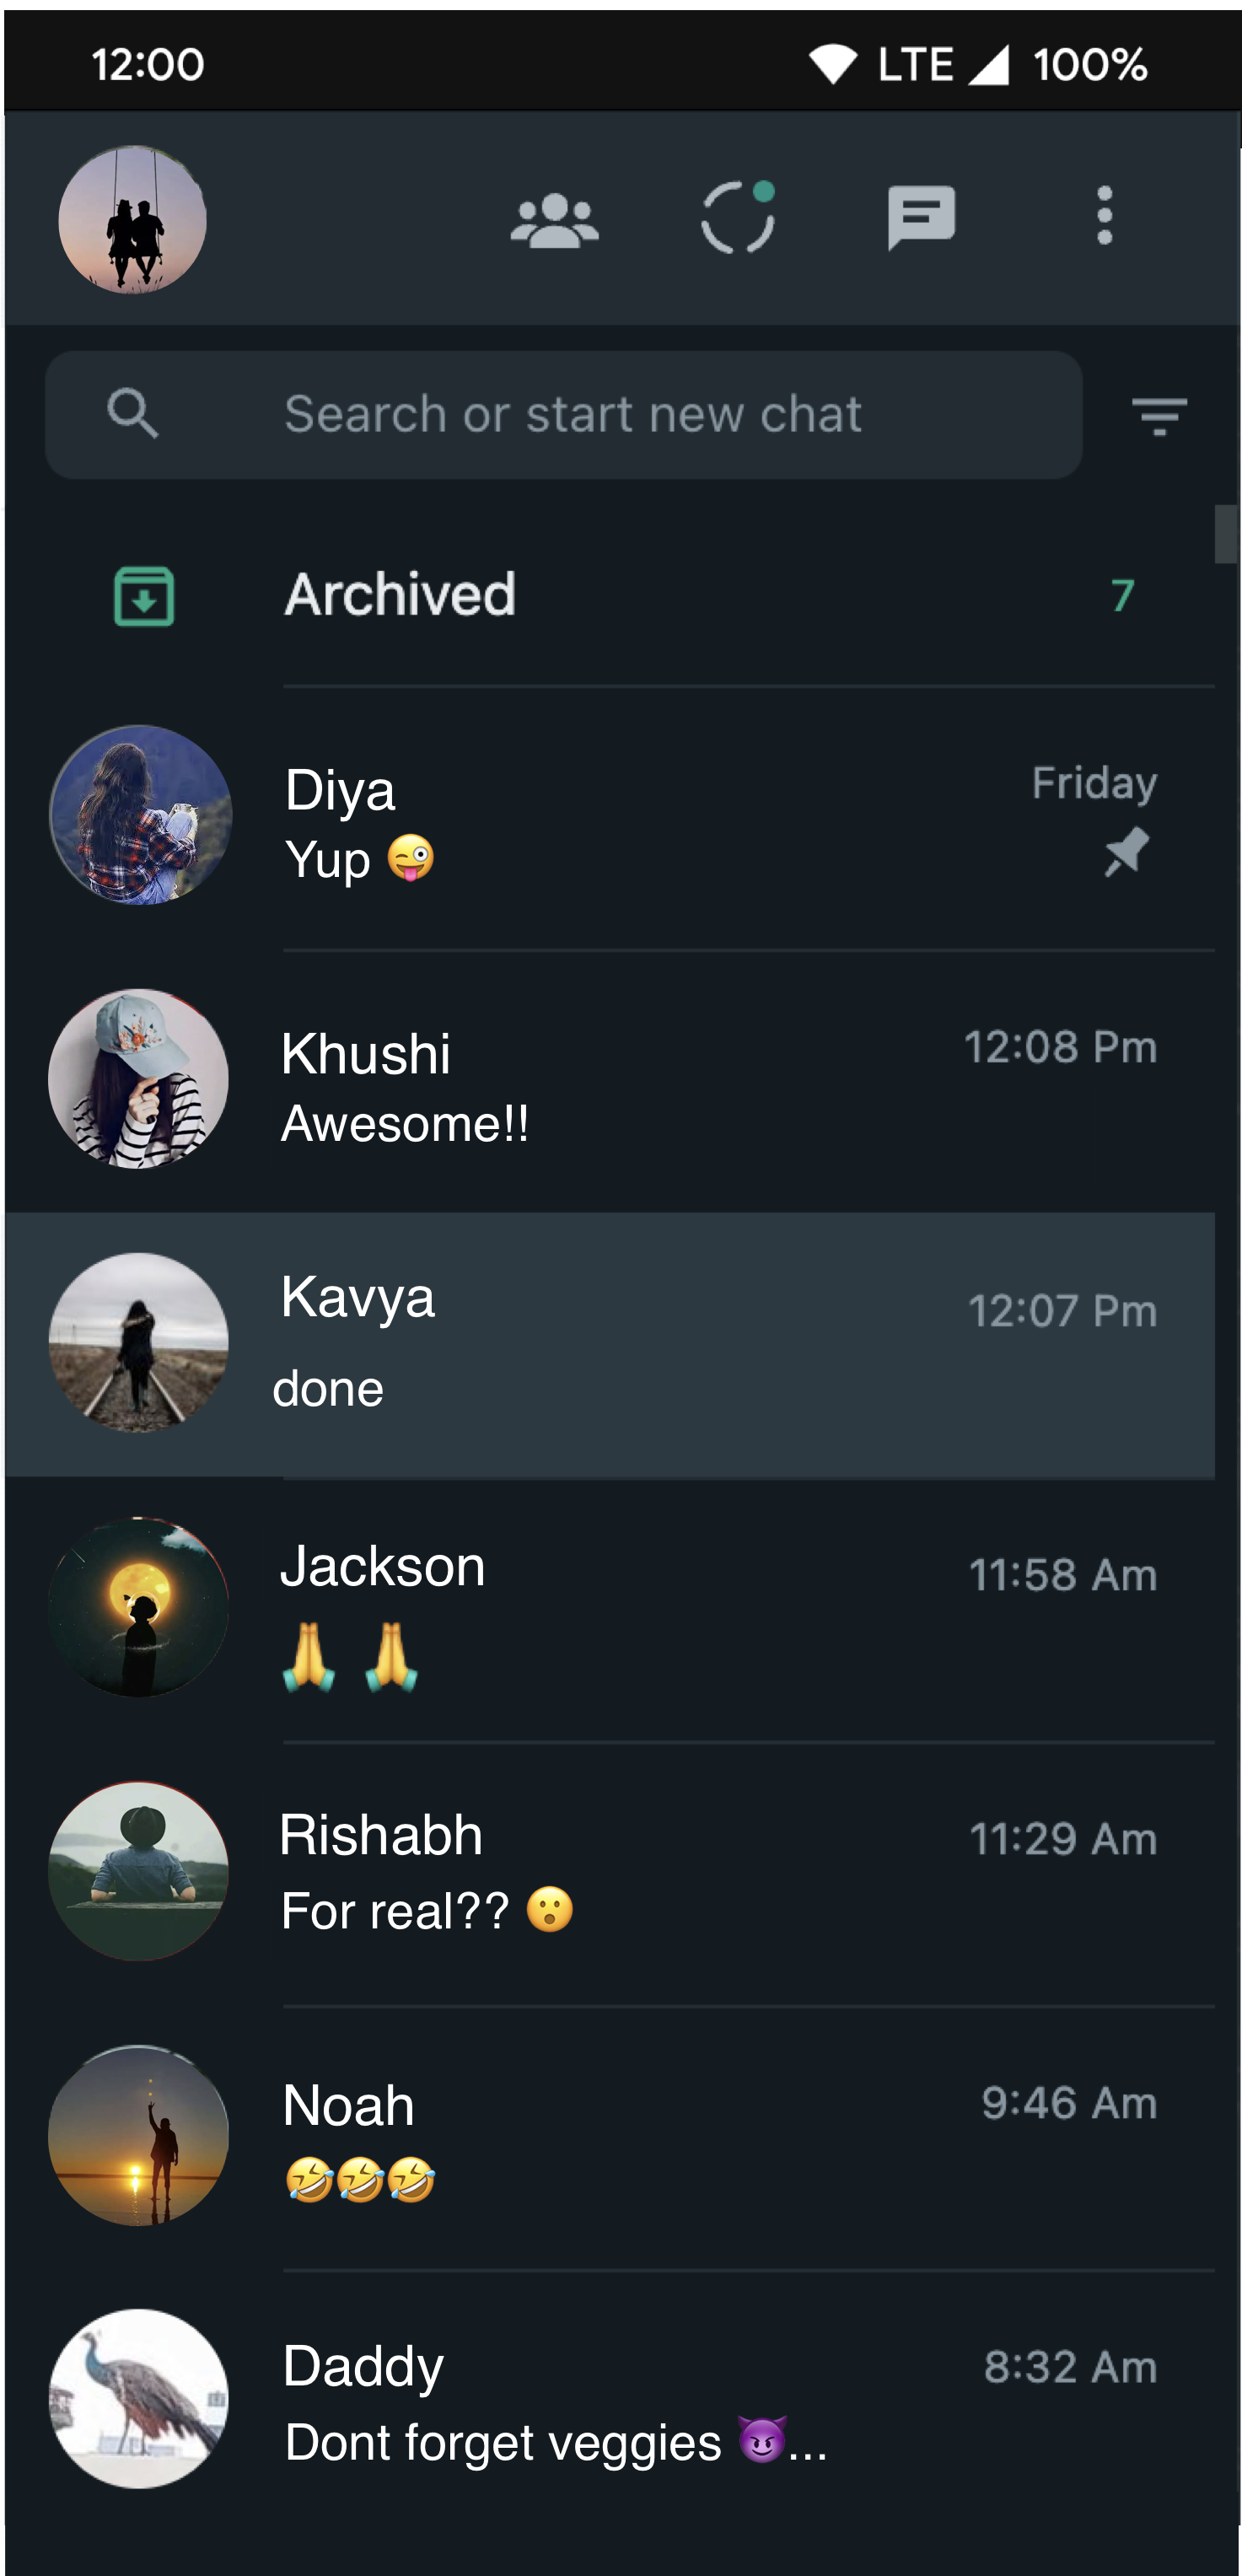 12:00 LTE 100%
Search or start new chat
Archived 7
Diya Friday
Yup 😜
Khushi 12:08 Pm
Awesome!!
Kavya 12:07 Pm
done
Jackson 11:58 Am
🙏 🙏
Rishabh 11:29 Am
For real?? 😮
Noah 9:46 Am
🤣🤣🤣
Daddy 8:32 Am
Dont forget veggies 😈...